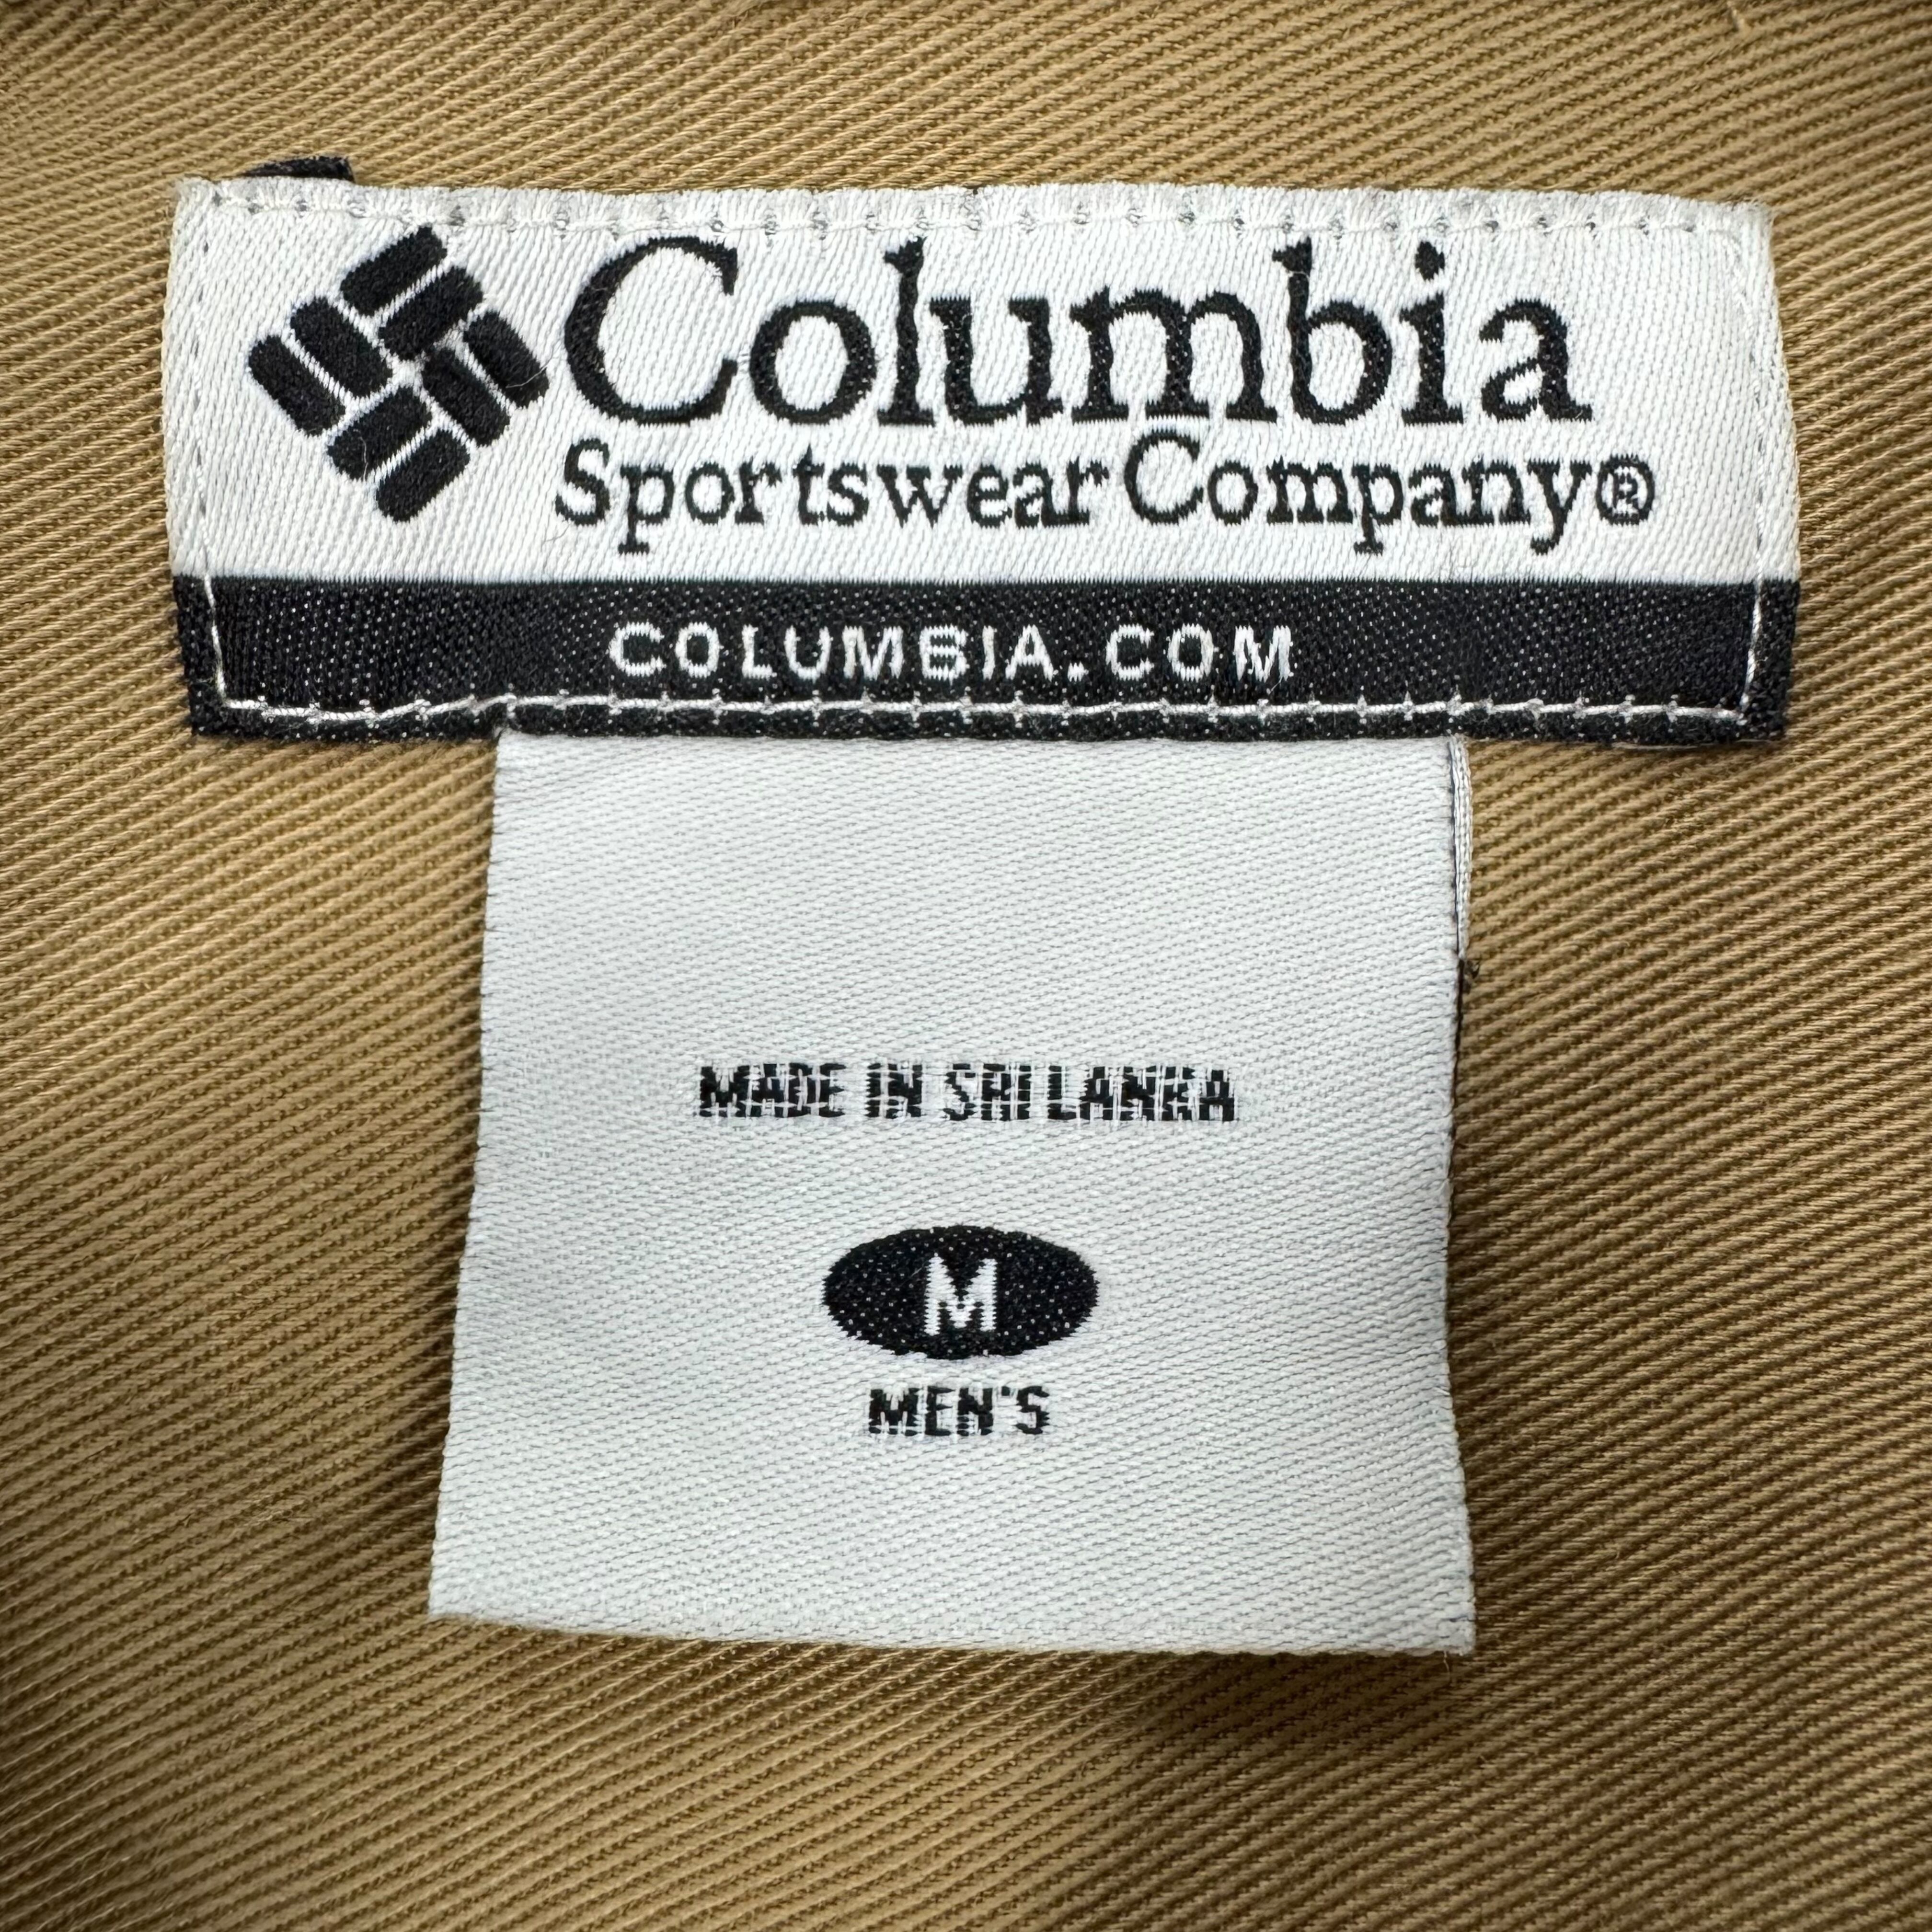 Columbia
Sportswear Company®
COLUMBIA.COM
MADE IN SRI LANKA
M
MEN'S